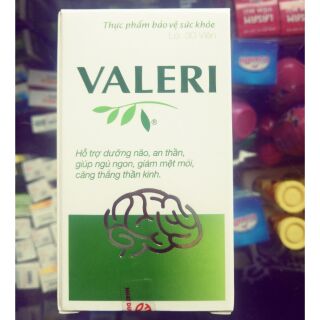 Thực phẩm bảo vệ sức khỏe
Lọ 30 Viên
VALERI
®
Hỗ trợ dưỡng não, an thần,
giúp ngủ ngon, giảm mệt mỏi,
căng thẳng thần kinh.